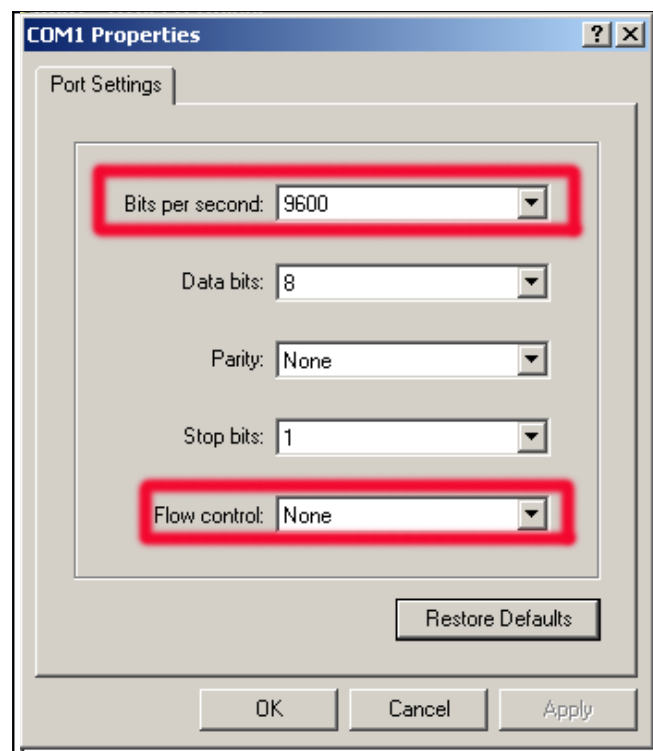 COM1 Properties
Port Settings
Bits per second: 9600
Data bits: 8
Parity: None
Stop bits: 1
Flow control: None
Restore Defaults
OK Cancel Apply